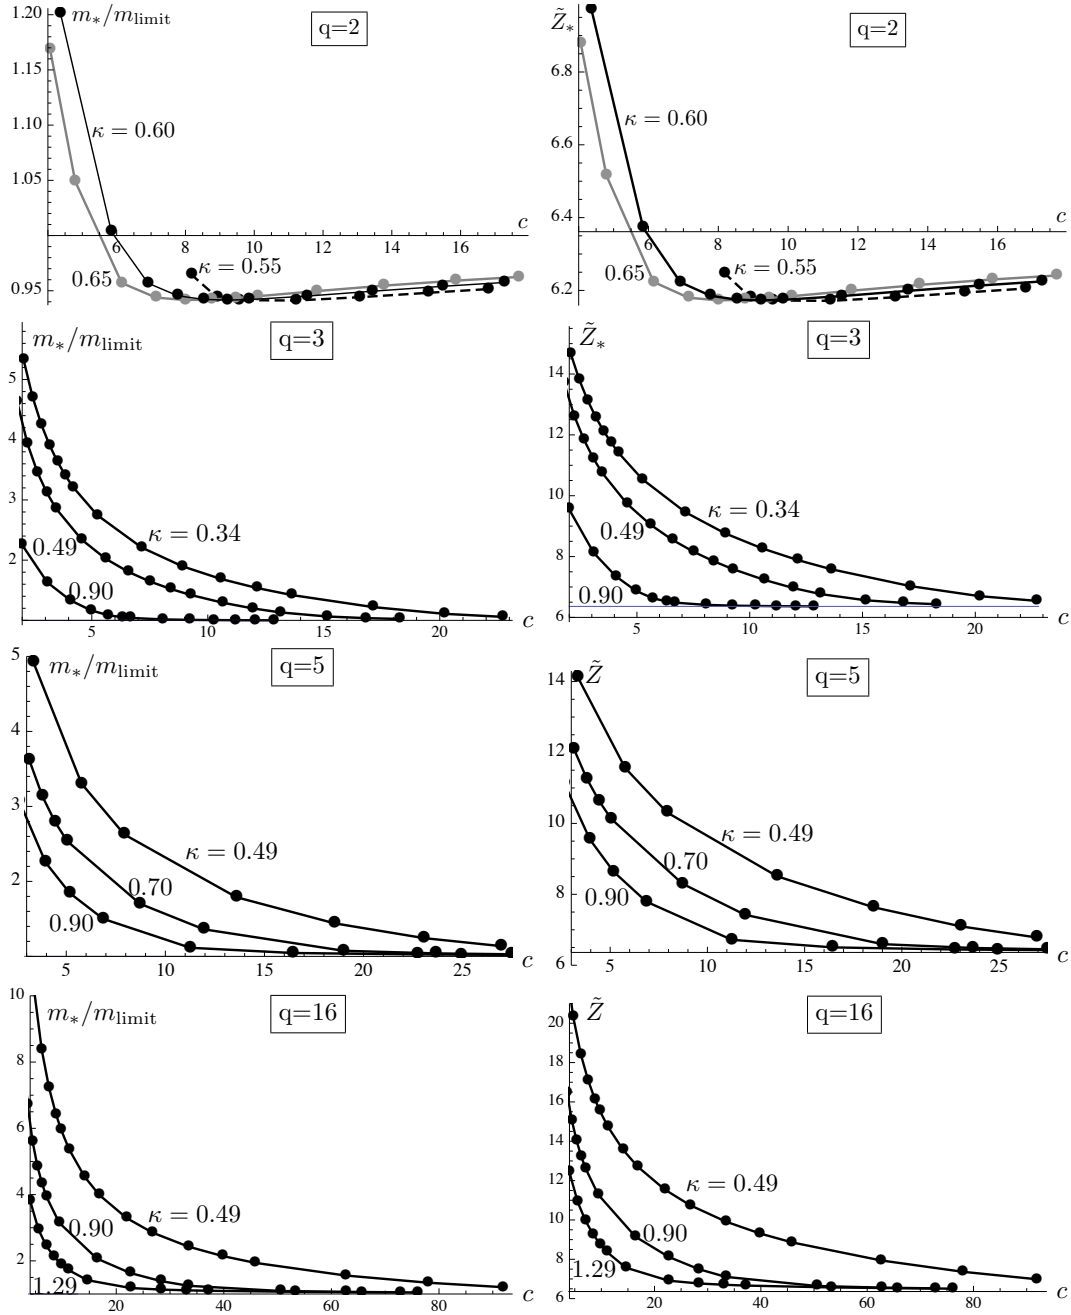 m_*/m_limit
q=2
1.20
1.15
1.10
1.05
0.95
κ = 0.60
0.65
κ = 0.55
6 8 10 12 14 16
c
Z̃_*
q=2
6.8
6.6
6.4
6.2
κ = 0.60
0.65
κ = 0.55
6 8 10 12 14 16
c
m_*/m_limit
q=3
5
4
3
2
κ = 0.34
0.49
0.90
5 10 15 20
c
Z̃_*
q=3
14
12
10
8
6
κ = 0.34
0.49
0.90
5 10 15 20
c
m_*/m_limit
q=5
5
4
3
2
κ = 0.49
0.70
0.90
5 10 15 20 25
c
Z̃
q=5
14
12
10
8
6
κ = 0.49
0.70
0.90
5 10 15 20 25
c
m_*/m_limit
q=16
10
8
6
4
2
κ = 0.49
0.90
1.29
20 40 60 80
c
Z̃
q=16
20
18
16
14
12
10
8
6
κ = 0.49
0.90
1.29
20 40 60 80
c